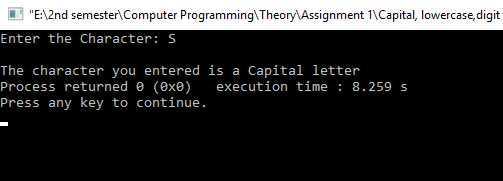 "E:\2nd semester\Computer Programming\Theory\Assignment 1\Capital, lowercase,digit
Enter the Character: S
The character you entered is a Capital letter
Process returned 0 (0x0)   execution time : 8.259 s
Press any key to continue.